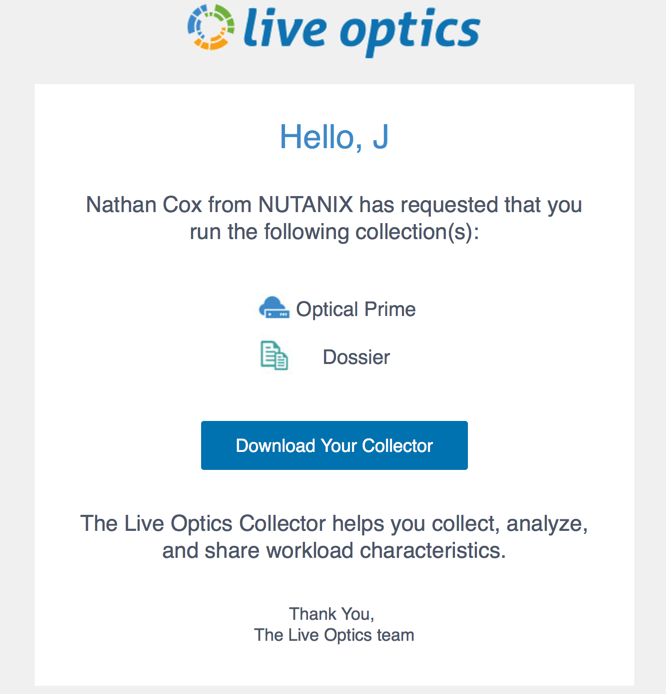 live optics
Hello, J
Nathan Cox from NUTANIX has requested that you
run the following collection(s):
Optical Prime
Dossier
Download Your Collector
The Live Optics Collector helps you collect, analyze,
and share workload characteristics.
Thank You,
The Live Optics team